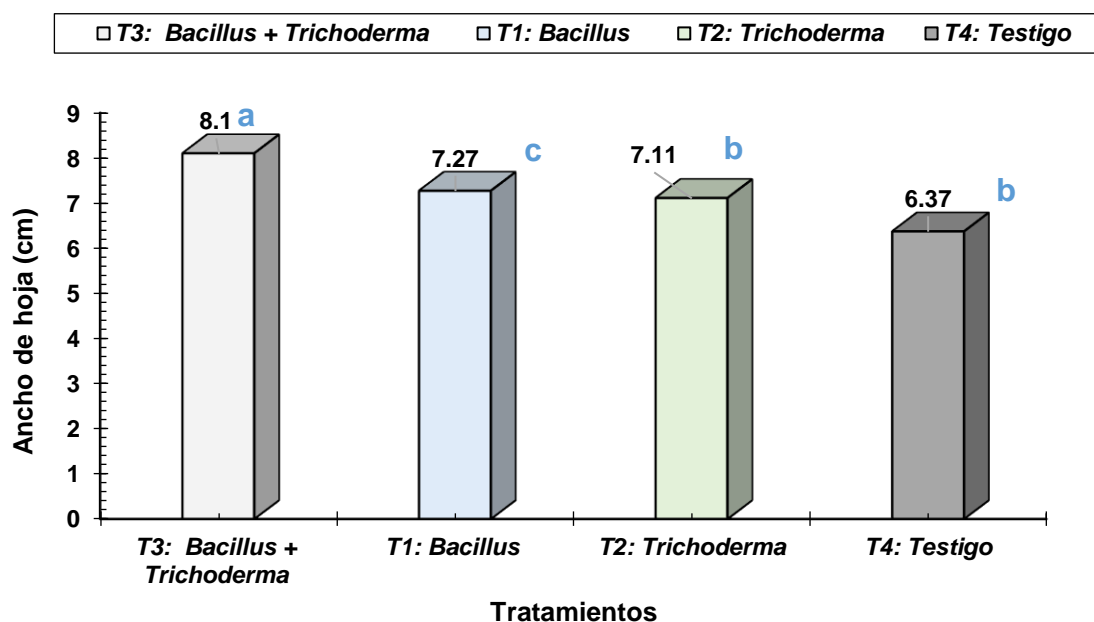 T3: Bacillus + Trichoderma T1: Bacillus T2: Trichoderma T4: Testigo
9
8
7
6
5
4
3
2
1
0
Ancho de hoja (cm)
8.1 a
7.27 c
7.11 b
6.37 b
T3: Bacillus +
Trichoderma
T1: Bacillus
T2: Trichoderma
T4: Testigo
Tratamientos